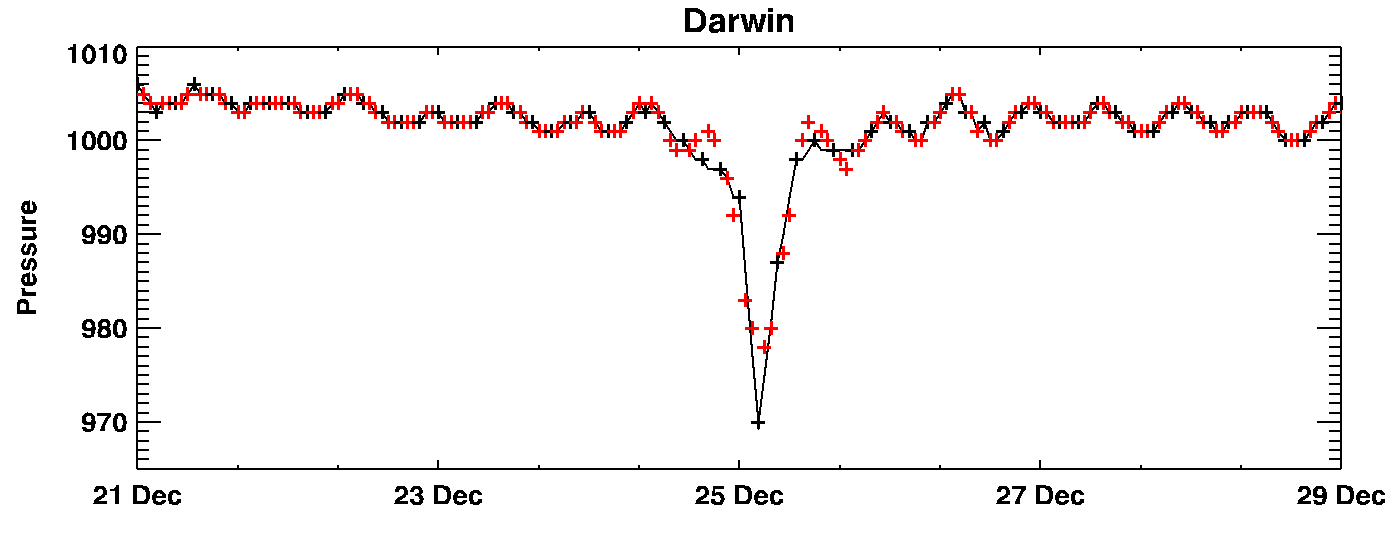 Darwin
1010
1000
990
980
970
Pressure
21 Dec
23 Dec
25 Dec
27 Dec
29 Dec